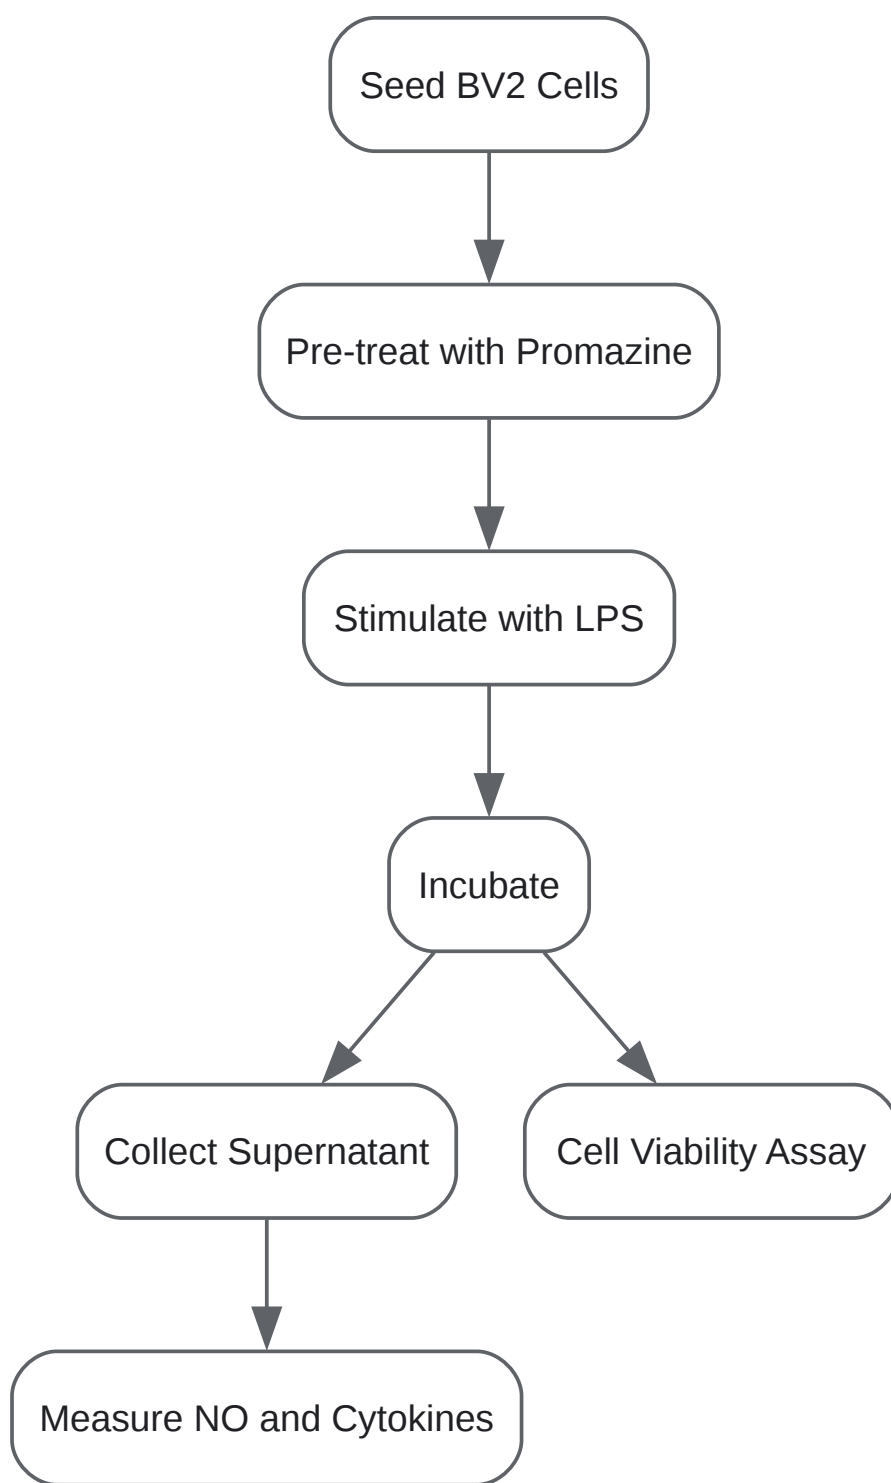 Seed BV2 Cells
Pre-treat with Promazine
Stimulate with LPS
Incubate
Collect Supernatant
Cell Viability Assay
Measure NO and Cytokines